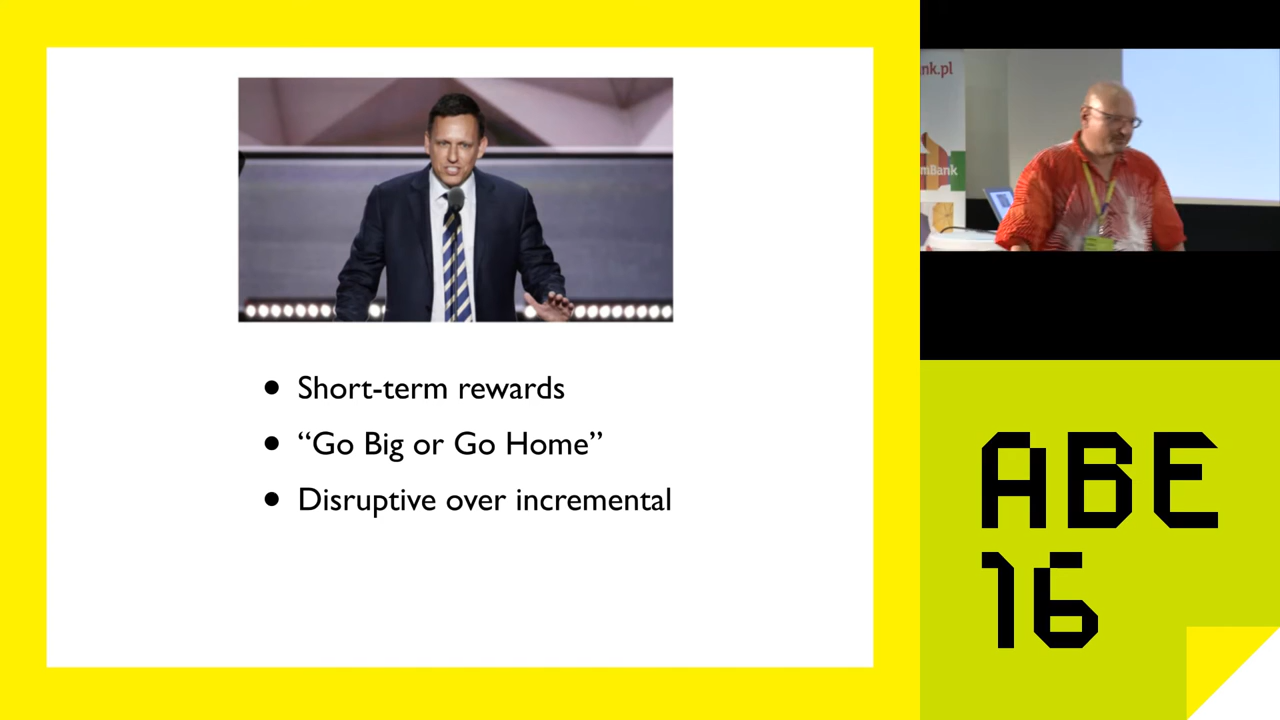 Short-term rewards
“Go Big or Go Home”
Disruptive over incremental
nk.pl
mBank
ABE
16